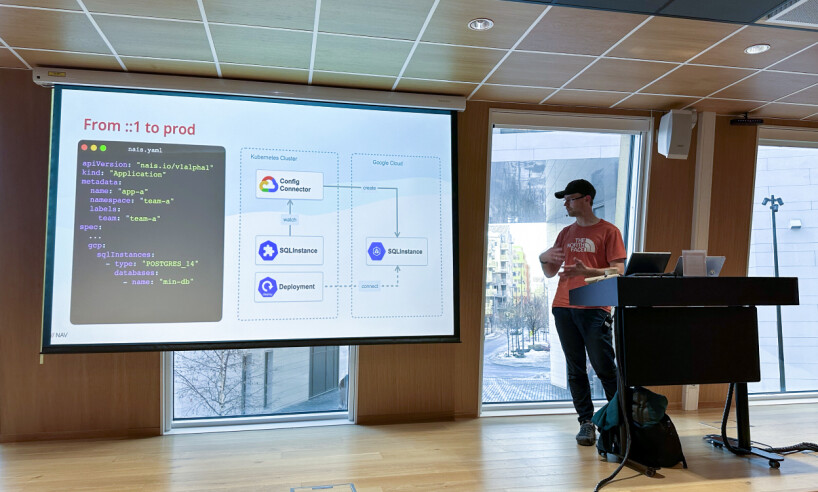 From ::1 to prod
nais.yaml
apiVersion: "nais.io/v1alpha1"
kind: "Application"
metadata:
name: "app-a"
namespace: "team-a"
labels:
team: "team-a"
spec:
...
gcp:
sqlInstances:
- type: "POSTGRES_14"
databases:
- name: "min-db"
Kubernetes Cluster
Google Cloud
Config
Connector
create
watch
SQLInstance
SQLInstance
Deployment
connect
NAV
THE
NORTH
FACE